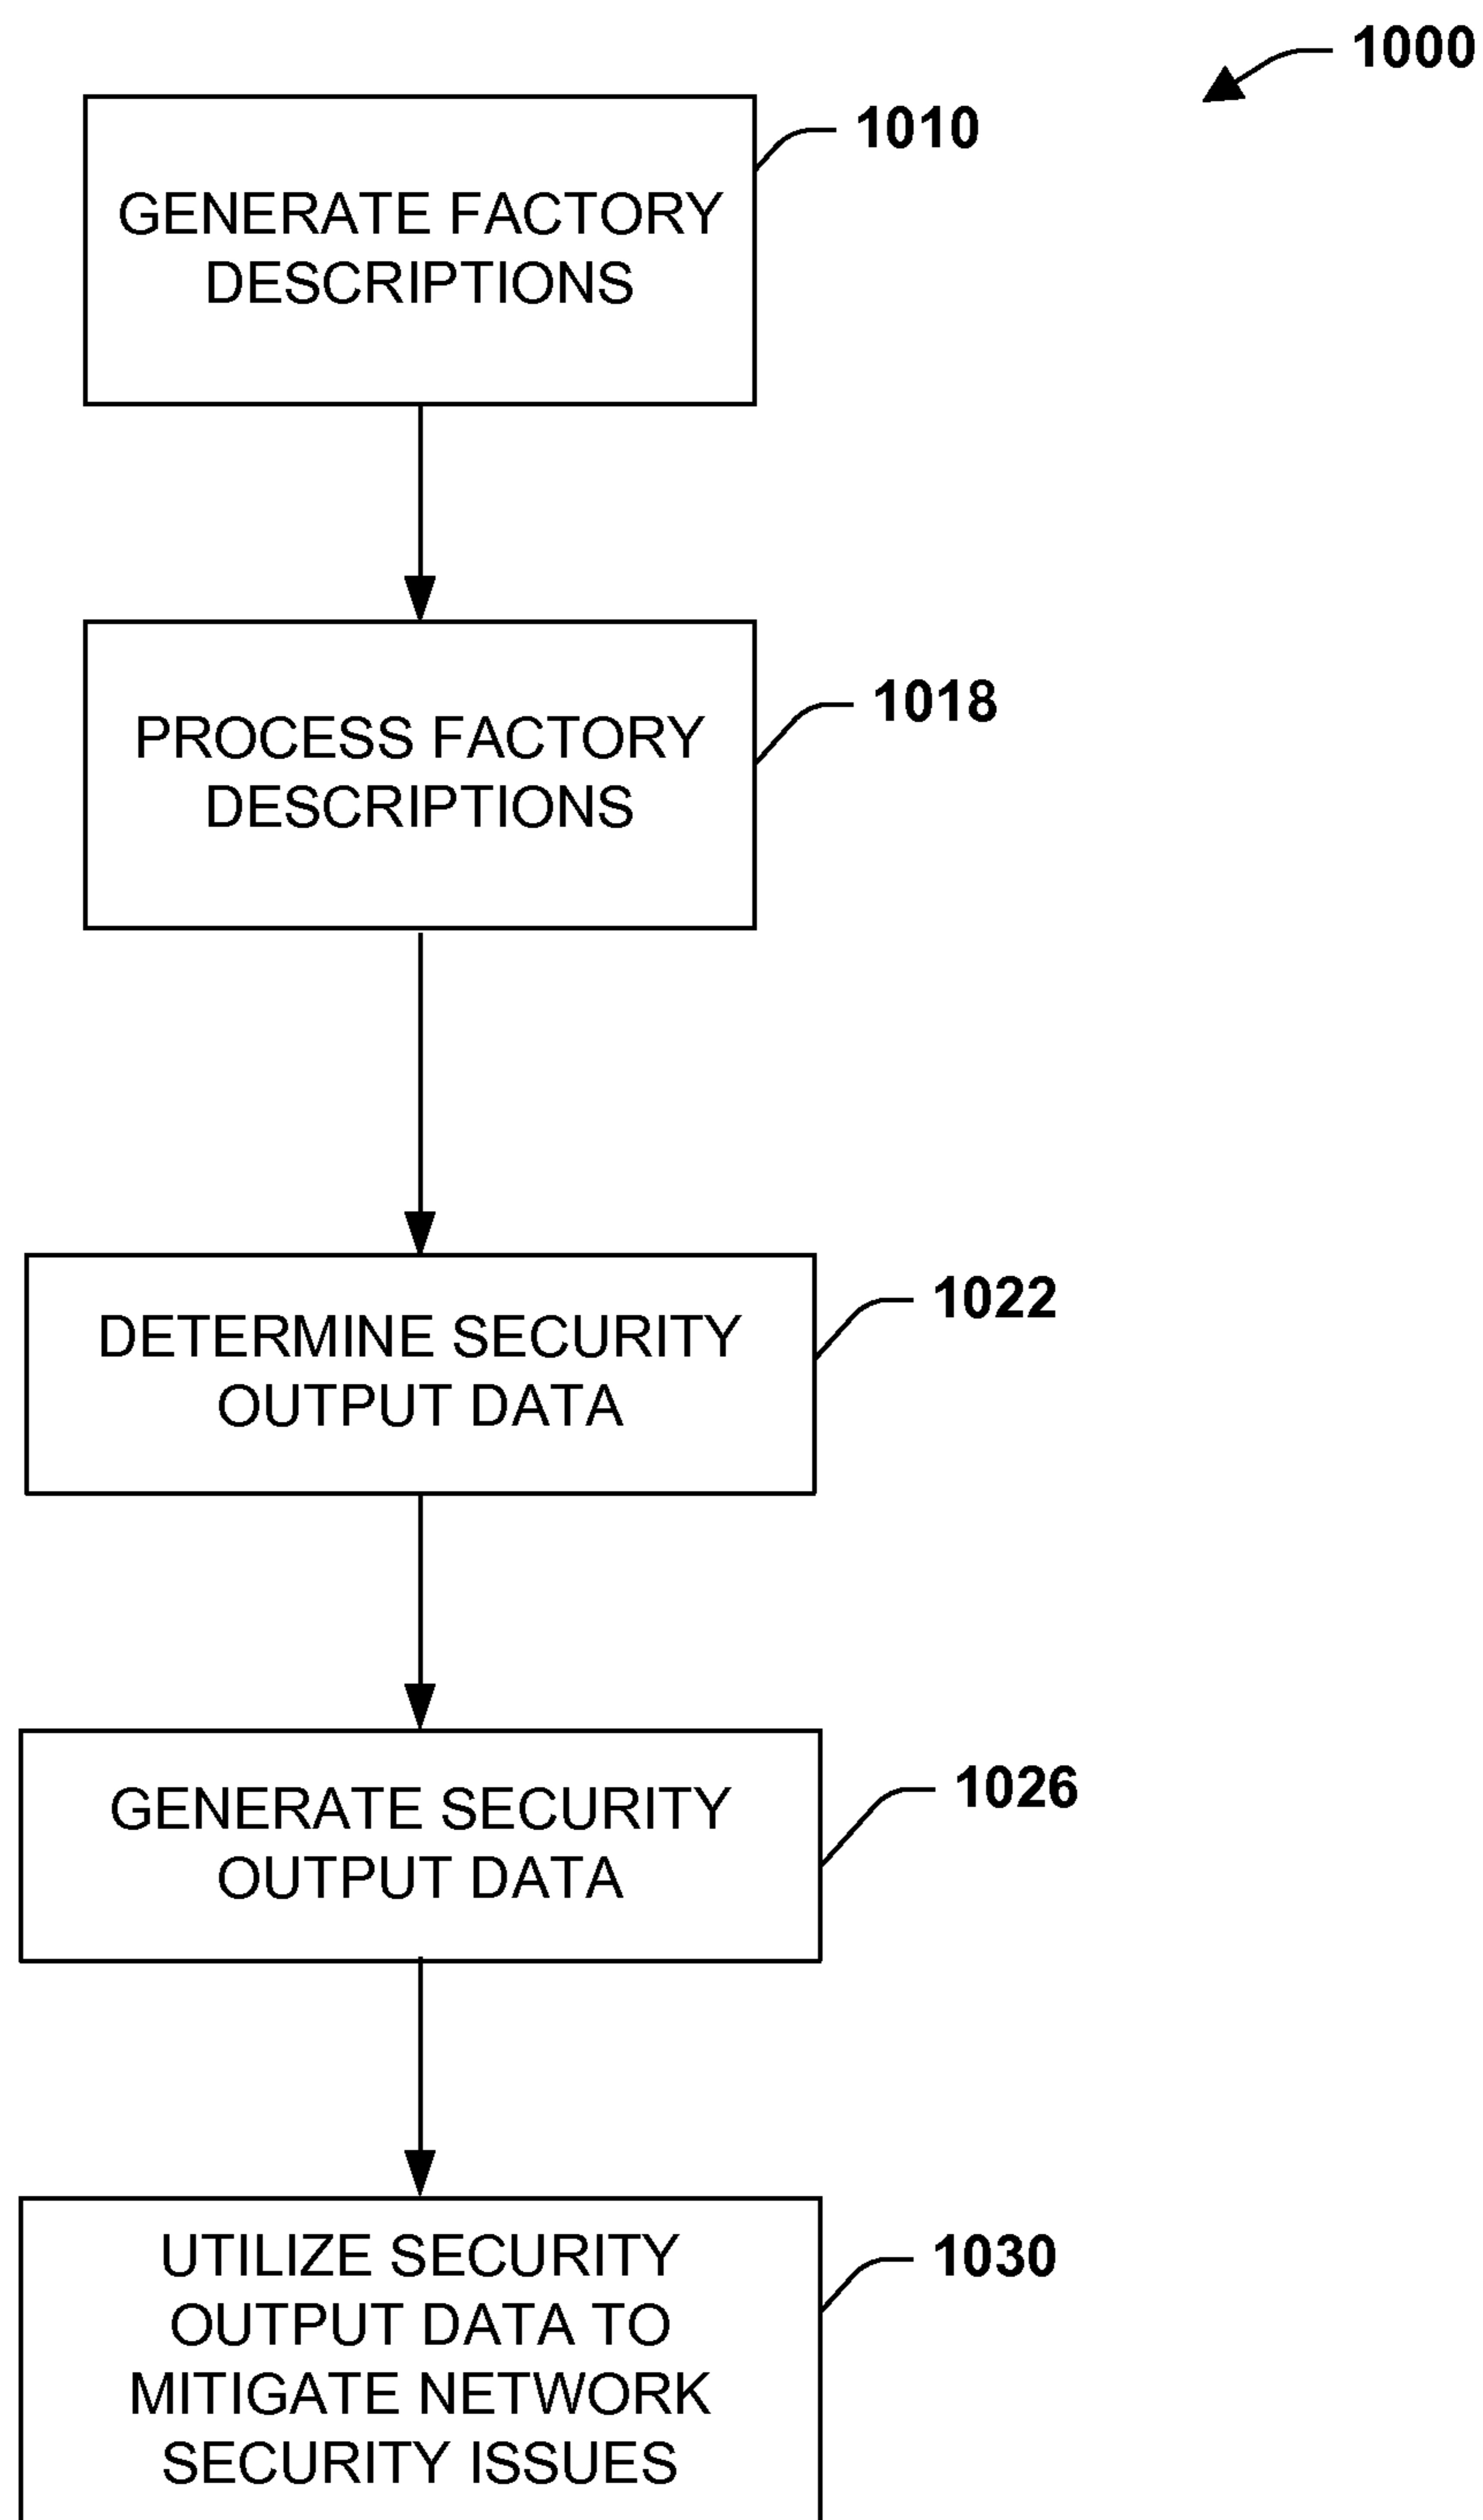 1000
1010
GENERATE FACTORY
DESCRIPTIONS
1018
PROCESS FACTORY
DESCRIPTIONS
1022
DETERMINE SECURITY
OUTPUT DATA
1026
GENERATE SECURITY
OUTPUT DATA
1030
UTILIZE SECURITY
OUTPUT DATA TO
MITIGATE NETWORK
SECURITY ISSUES